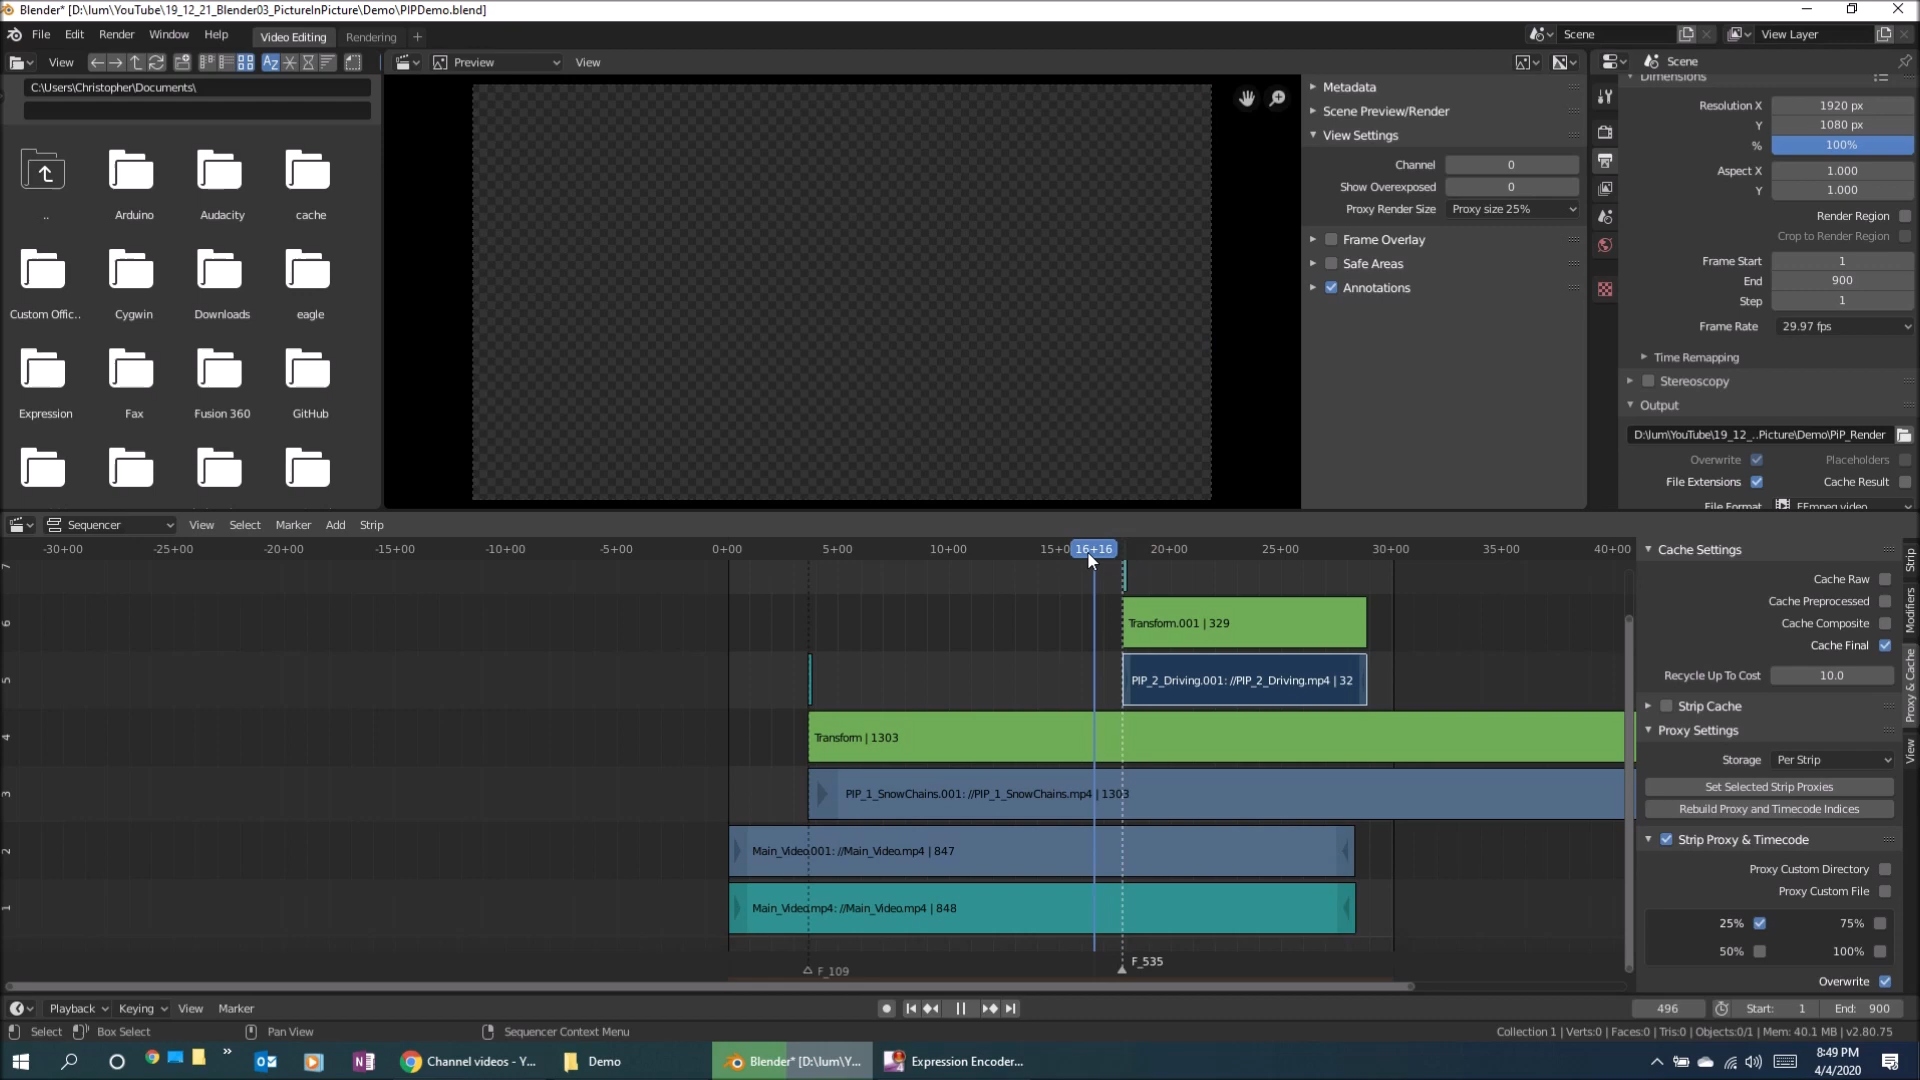 Blender* [D:\lum\YouTube\19_12_21_Blender03_PictureInPicture\Demo\PIPDemo.blend]
File Edit Render Window Help Video Editing Rendering + Scene View Layer
View Preview View Scene
C:\Users\Christopher\Documents\
.. Arduino Audacity cache
Custom Offic.. Cygwin Downloads eagle
Expression Fax Fusion 360 GitHub
Metadata
Scene Preview/Render
View Settings
Channel 0
Show Overexposed 0
Proxy Render Size Proxy size 25%
Frame Overlay
Safe Areas
Annotations
Dimensions
Resolution X 1920 px
Y 1080 px
% 100%
Aspect X 1.000
Y 1.000
Render Region
Crop to Render Region
Frame Start 1
End 900
Step 1
Frame Rate 29.97 fps
Time Remapping
Stereoscopy
Output
D:\lum\YouTube\19_12_..Picture\Demo\PiP_Render
Overwrite Placeholders
File Extensions Cache Result
File Format FFmpeg video
Sequencer View Select Marker Add Strip
-30+00 -25+00 -20+00 -15+00 -10+00 -5+00 0+00 5+00 10+00 15+0 16+16 20+00 25+00 30+00 35+00 40+00
7
6 Transform.001 | 329
5 PIP_2_Driving.001: //PIP_2_Driving.mp4 | 32
4 Transform | 1303
3 PIP_1_SnowChains.001: //PIP_1_SnowChains.mp4 | 1303
2 Main_Video.001: //Main_Video.mp4 | 847
1 Main_Video.mp4: //Main_Video.mp4 | 848
F_109 F_535
Cache Settings
Cache Raw
Cache Preprocessed
Cache Composite
Cache Final
Recycle Up To Cost 10.0
Strip Cache
Proxy Settings
Storage Per Strip
Set Selected Strip Proxies
Rebuild Proxy and Timecode Indices
Strip Proxy & Timecode
Proxy Custom Directory
Proxy Custom File
25% 75%
50% 100%
Overwrite
Strip
Modifiers
Proxy & Cache
View
Playback Keying View Marker 496 Start: 1 End: 900
Select Box Select Pan View Sequencer Context Menu Collection 1 | Verts:0 | Faces:0 | Tris:0 | Objects:0/1 | Mem: 40.1 MB | v2.80.75
Channel videos - Y... Demo Blender* [D:\lum\Y... Expression Encoder... 8:49 PM
4/4/2020